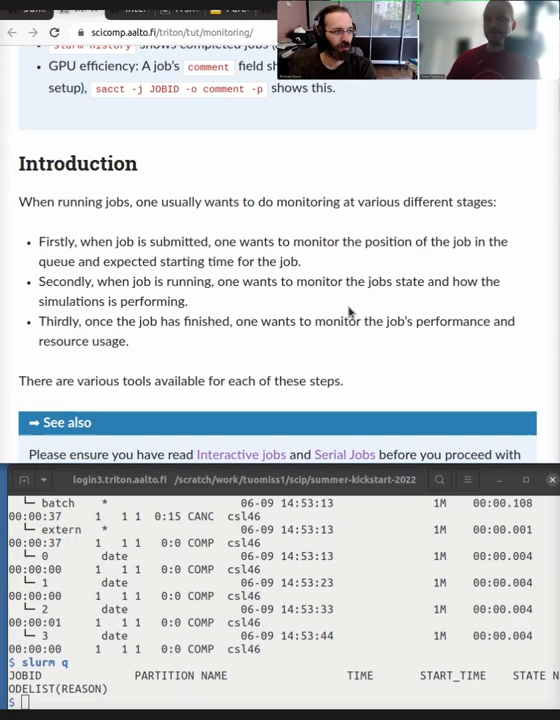 scicomp.aalto.fi/triton/tut/monitoring/
slurm history shows completed jobs (
GPU efficiency: A job's comment field sh
setup), sacct -j JOBID -o comment -p shows this.
Introduction
When running jobs, one usually wants to do monitoring at various different stages:
• Firstly, when job is submitted, one wants to monitor the position of the job in the
queue and expected starting time for the job.
• Secondly, when job is running, one wants to monitor the jobs state and how the
simulations is performing.
• Thirdly, once the job has finished, one wants to monitor the job's performance and
resource usage.
There are various tools available for each of these steps.
➡ See also
Please ensure you have read Interactive jobs and Serial Jobs before you proceed with
login3.triton.aalto.fi /scratch/work/tuomiss1/scip/summer-kickstart-2022
└─ batch * 06-09 14:53:13 1M 00:00.108
00:00:37 1 1 1 0:15 CANC csl46
└─ extern * 06-09 14:53:13 1M 00:00.001
00:00:37 1 1 1 0:0 COMP csl46
└─ 0 date 06-09 14:53:13 1M 00:00.004
00:00:00 1 1 1 0:0 COMP csl46
└─ 1 date 06-09 14:53:23 1M 00:00.004
00:00:00 1 1 1 0:0 COMP csl46
└─ 2 date 06-09 14:53:33 1M 00:00.004
00:00:01 1 1 1 0:0 COMP csl46
└─ 3 date 06-09 14:53:44 1M 00:00.004
00:00:00 1 1 1 0:0 COMP csl46
$ slurm q
JOBID PARTITION NAME TIME START_TIME STATE N
ODELIST(REASON)
$